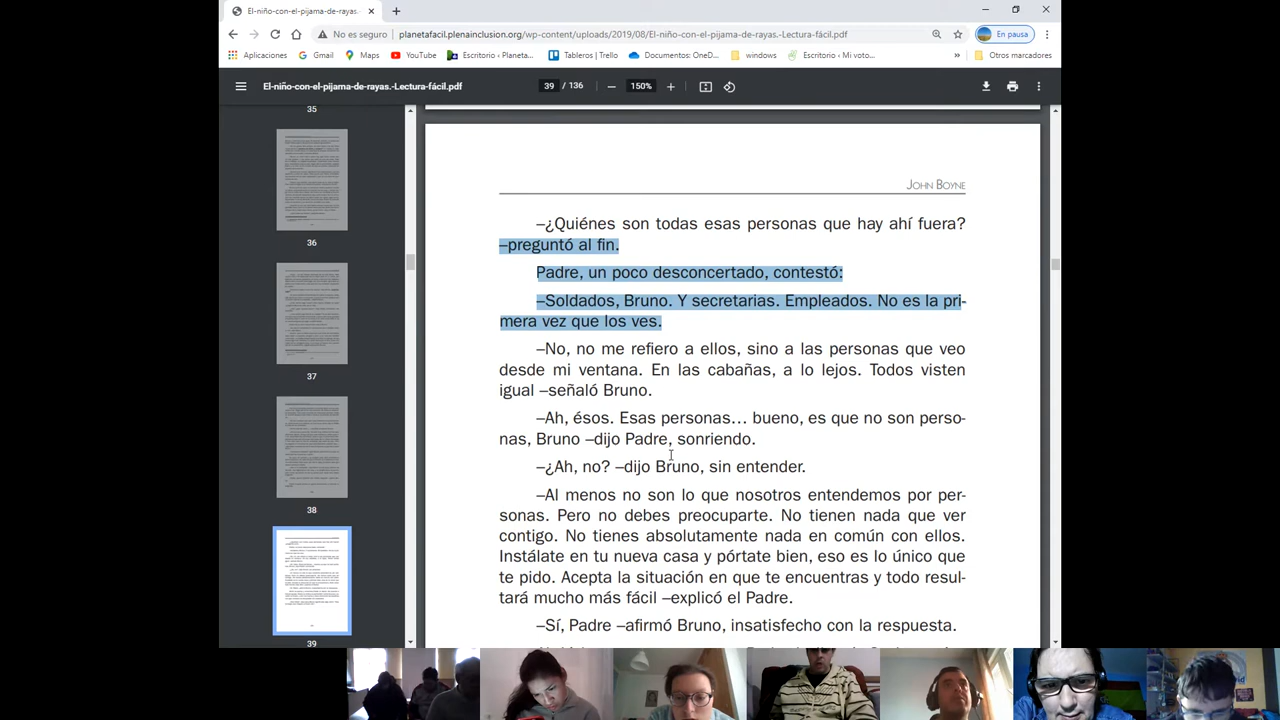 El-niño-con-el-pijama-de-rayas.-
No es seguro
planetafacil.plenainclusion.org/wp-content/uploads/2019/08/El-niño-con-el-pijama-de-rayas.-Lectura-fácil.pdf
En pausa
Aplicaciones
Gmail
Maps
YouTube
Escritorio ‹ Planeta...
Tableros | Trello
Documentos: OneD...
windows
Escritorio ‹ Mi voto...
»
Otros marcadores
El-niño-con-el-pijama-de-rayas.-Lectura-fácil.pdf
39 / 136
150%
35
36
37
38
39
JOHN BOYNE
–¿Quiénes son todas esas personas que hay ahí fuera?
–preguntó al fin.
Padre, un poco desconcertado, contestó:
–Soldados, Bruno. Y secretarias. Empleados. No es la pri-
mera vez que los ves.
–No, no me refiero a ellos, sino a las personas que veo
desde mi ventana. En las cabañas, a lo lejos. Todos visten
igual –señaló Bruno.
–Ah, ésos. Esas personas... bueno, es que no son perso-
nas, Bruno –dijo Padre, sonriendo.
–¿Ah, no? –dijo Bruno, sin entender.
–Al menos no son lo que nosotros entendemos por per-
sonas. Pero no debes preocuparte. No tienen nada que ver
contigo. No tienes absolutamente nada en común con ellos.
Instálate en tu nueva casa y pórtate bien, eso es lo único que
te pido. Acepta la situación en la que te encuentras y todo resul-
tará mucho más fácil –explicó Padre.
–Sí, Padre –afirmó Bruno, insatisfecho con la respuesta.